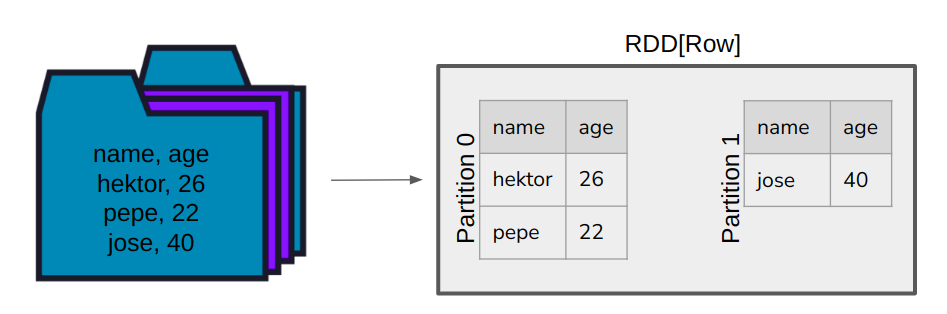 name, age
hektor, 26
pepe, 22
jose, 40
RDD[Row]
Partition 0
name age
hektor 26
pepe 22
Partition 1
name age
jose 40